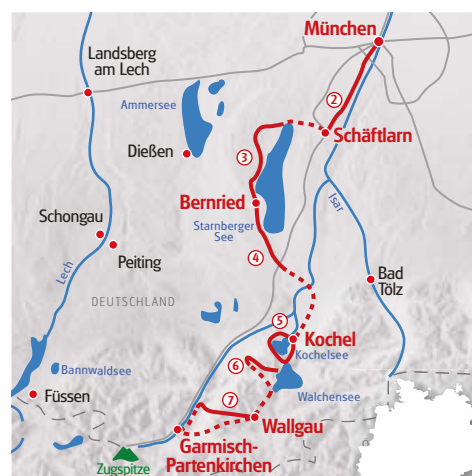 München
Landsberg
am Lech
②
Ammersee
Schäftlarn
Dießen
③
Bernried
Isar
Schongau
Starnberger
See
Peiting
④
Lech
Bad
Tölz
DEUTSCHLAND
⑤
Kochel
Kochelsee
Bannwaldsee
⑥
Walchensee
Füssen
⑦
Wallgau
Garmisch-
Partenkirchen
Zugspitze